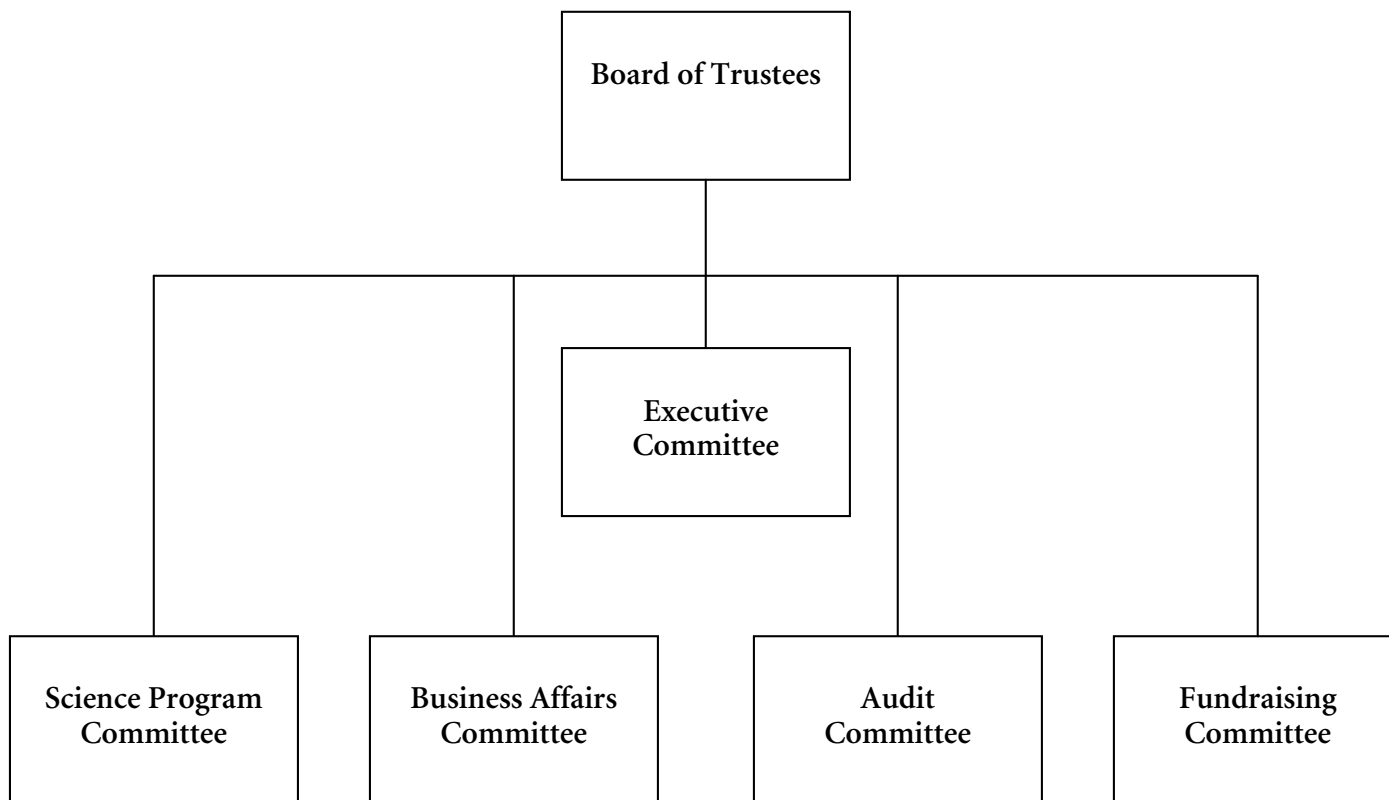 Board of Trustees
Executive
Committee
Science Program
Committee
Business Affairs
Committee
Audit
Committee
Fundraising
Committee